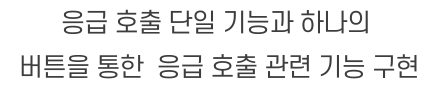 응급 호출 단일 기능과 하나의
버튼을 통한 응급 호출 관련 기능 구현